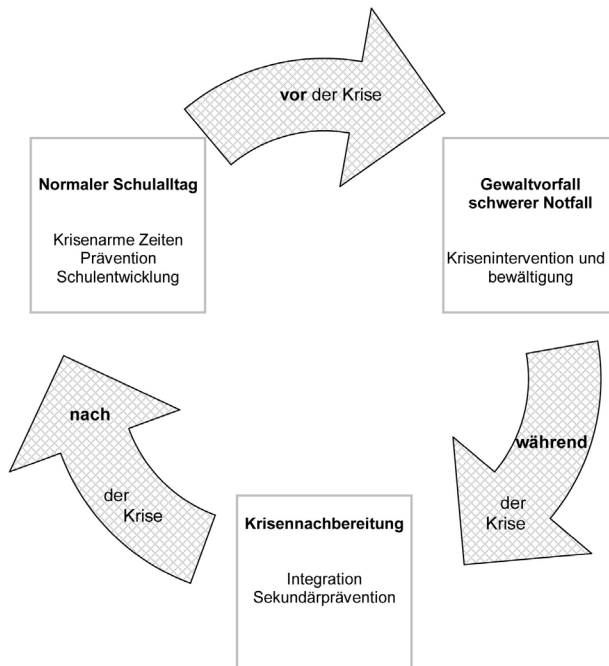 vor der Krise
Normaler Schulalltag
Krisenarme Zeiten
Prävention
Schulentwicklung
Gewaltvorfall
schwerer Notfall
Krisenintervention und
bewältigung
während
der
Krise
Krisennachbereitung
Integration
Sekundärprävention
nach
der
Krise